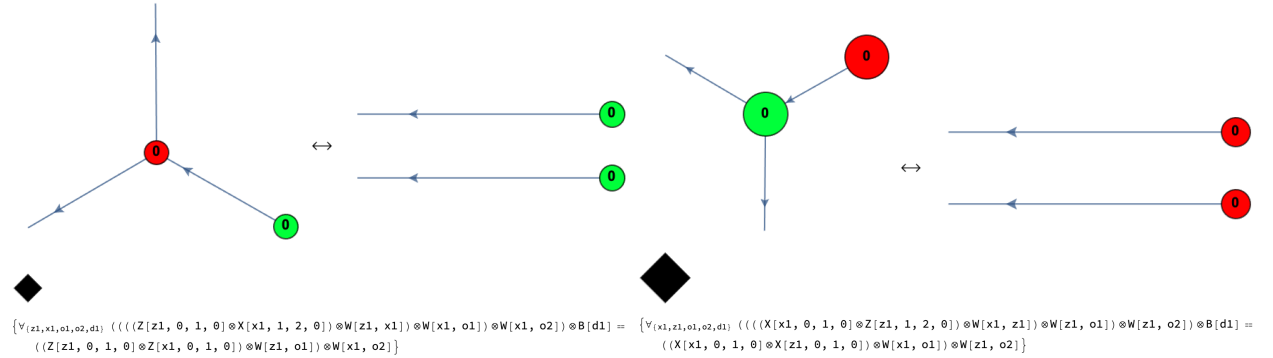 0
0
0
↔
0
0
0
↔
0
0
{∀{z1,x1,o1,o2,d1} ((((Z[z1, 0, 1, 0]⊗X[x1, 1, 2, 0])⊗W[z1, x1])⊗W[x1, o1])⊗W[x1, o2])⊗B[d1] ==
((Z[z1, 0, 1, 0]⊗Z[x1, 0, 1, 0])⊗W[z1, o1])⊗W[x1, o2]}
{∀{x1,z1,o1,o2,d1} ((((X[x1, 0, 1, 0]⊗Z[z1, 1, 2, 0])⊗W[x1, z1])⊗W[z1, o1])⊗W[z1, o2])⊗B[d1] ==
((X[x1, 0, 1, 0]⊗X[z1, 0, 1, 0])⊗W[x1, o1])⊗W[z1, o2]}